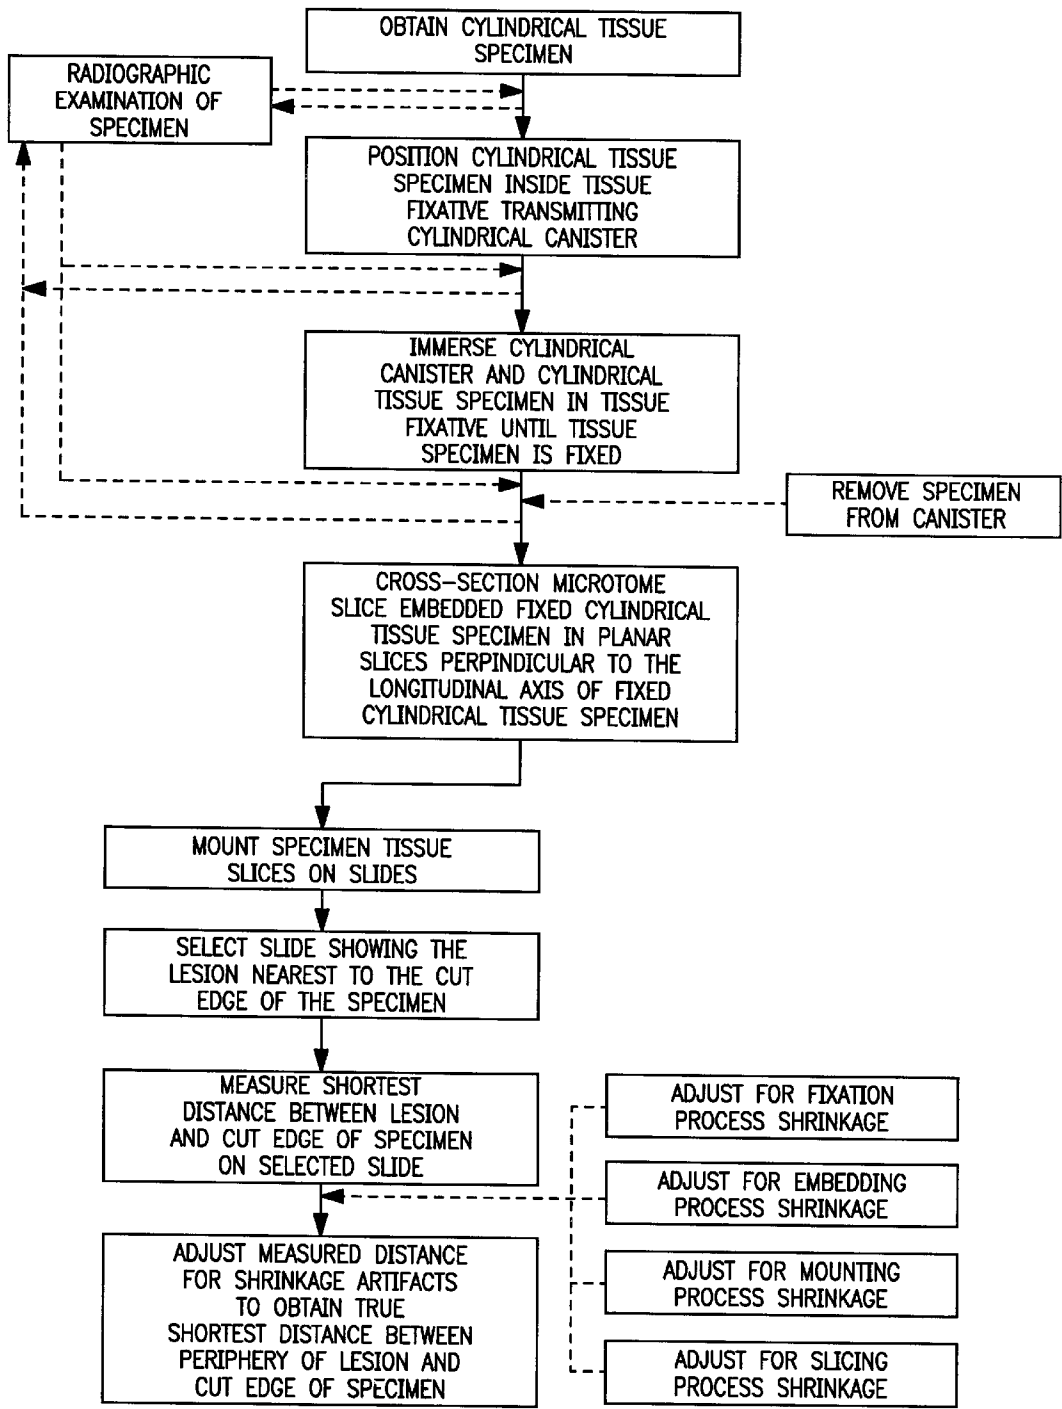 OBTAIN CYLINDRICAL TISSUE
SPECIMEN
RADIOGRAPHIC
EXAMINATION OF
SPECIMEN
POSITION CYLINDRICAL TISSUE
SPECIMEN INSIDE TISSUE
FIXATIVE TRANSMITTING
CYLINDRICAL CANISTER
IMMERSE CYLINDRICAL
CANISTER AND CYLINDRICAL
TISSUE SPECIMEN IN TISSUE
FIXATIVE UNTIL TISSUE
SPECIMEN IS FIXED
REMOVE SPECIMEN
FROM CANISTER
CROSS-SECTION MICROTOME
SLICE EMBEDDED FIXED CYLINDRICAL
TISSUE SPECIMEN IN PLANAR
SLICES PERPINDICULAR TO THE
LONGITUDINAL AXIS OF FIXED
CYLINDRICAL TISSUE SPECIMEN
MOUNT SPECIMEN TISSUE
SLICES ON SLIDES
SELECT SLIDE SHOWING THE
LESION NEAREST TO THE CUT
EDGE OF THE SPECIMEN
MEASURE SHORTEST
DISTANCE BETWEEN LESION
AND CUT EDGE OF SPECIMEN
ON SELECTED SLIDE
ADJUST FOR FIXATION
PROCESS SHRINKAGE
ADJUST FOR EMBEDDING
PROCESS SHRINKAGE
ADJUST MEASURED DISTANCE
FOR SHRINKAGE ARTIFACTS
TO OBTAIN TRUE
SHORTEST DISTANCE BETWEEN
PERIPHERY OF LESION AND
CUT EDGE OF SPECIMEN
ADJUST FOR MOUNTING
PROCESS SHRINKAGE
ADJUST FOR SLICING
PROCESS SHRINKAGE